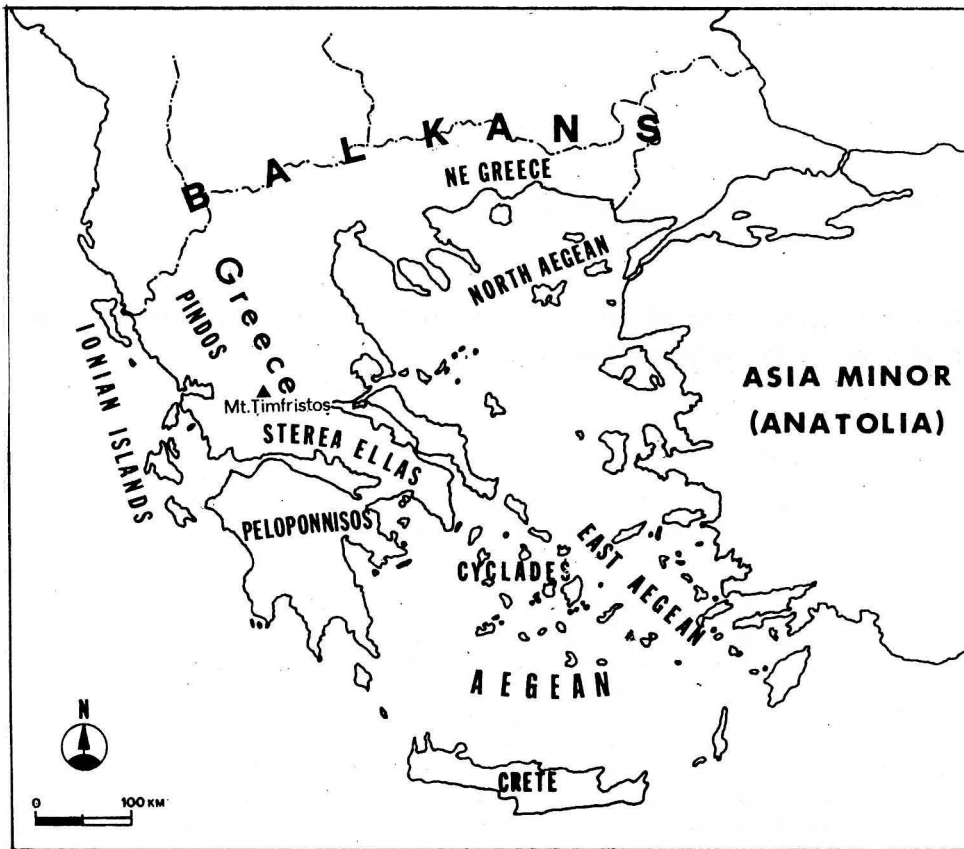 BALKANS
NE GREECE
NORTH AEGEAN
Greece
PINDOS
IONIAN ISLANDS
Mt. Timfristos
STEREA ELLAS
PELOPONNISOS
ASIA MINOR
(ANATOLIA)
CYCLADES
EAST AEGEAN
AEGEAN
CRETE
N
0 100 KM